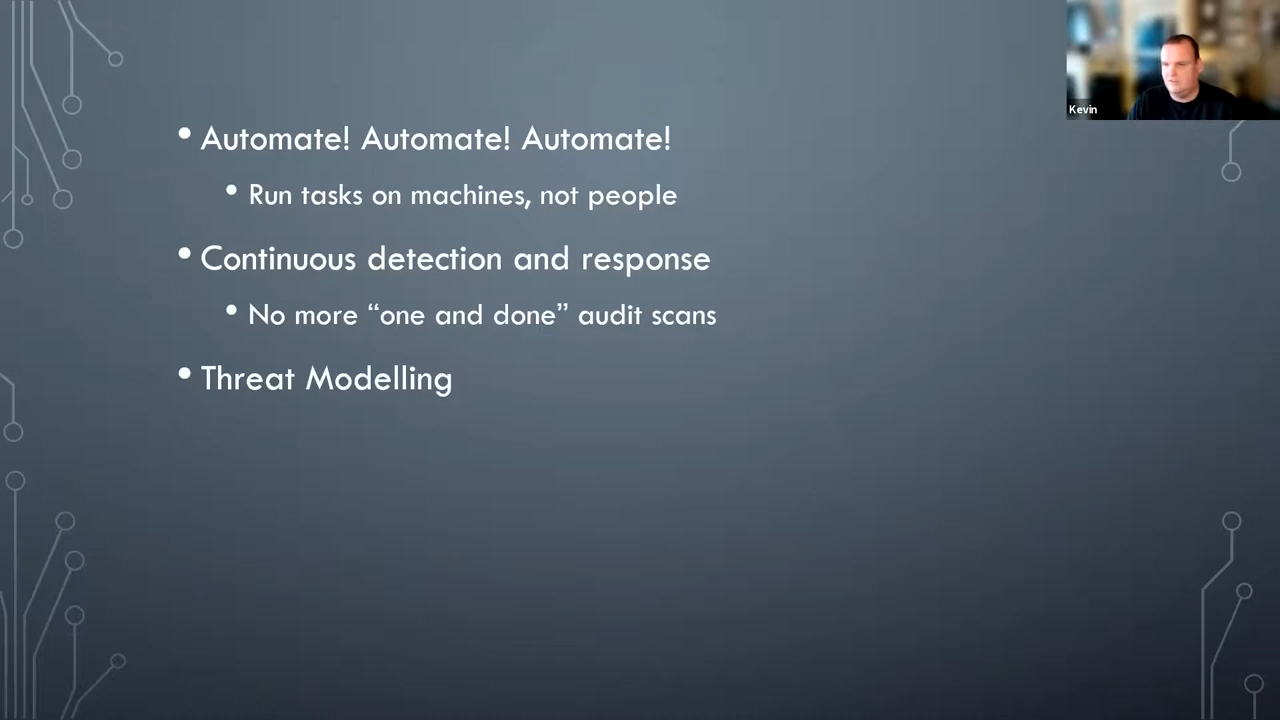 Kevin
• Automate! Automate! Automate!
• Run tasks on machines, not people
• Continuous detection and response
• No more “one and done” audit scans
• Threat Modelling